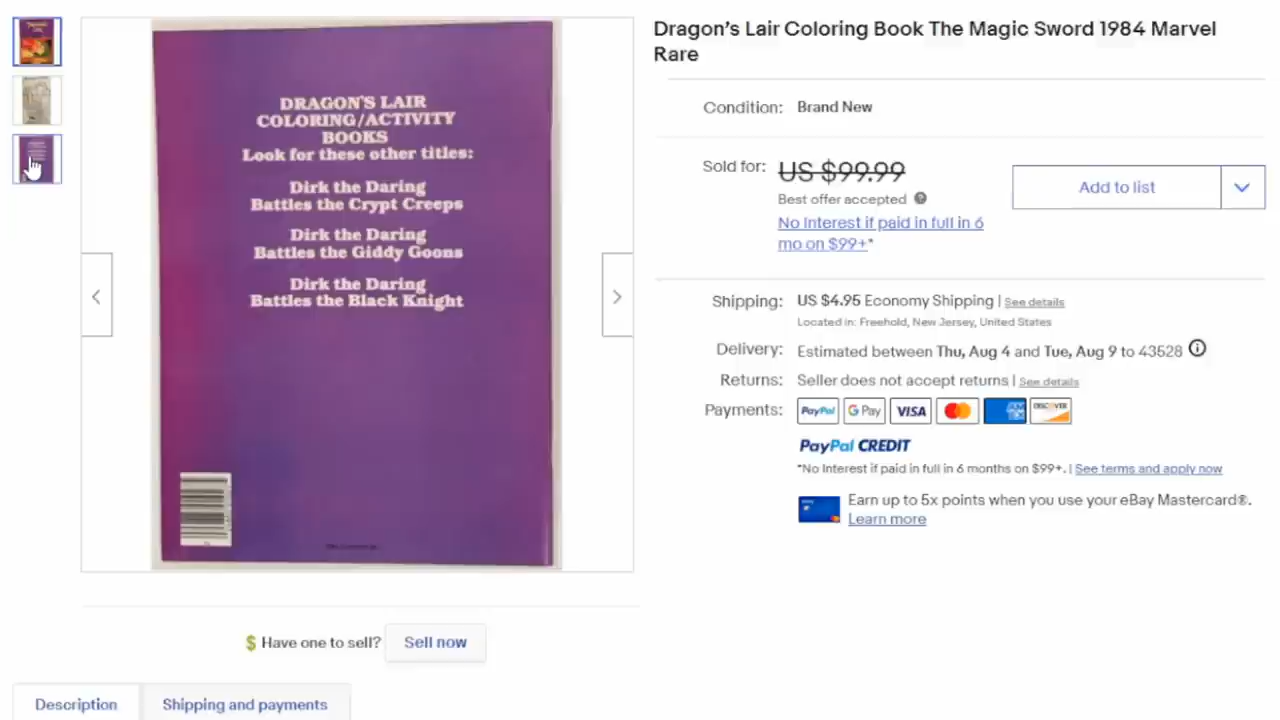 Dragon's Lair Coloring Book The Magic Sword 1984 Marvel
Rare
DRAGON'S LAIR
COLORING/ACTIVITY
BOOKS
Look for these other titles:
Dirk the Daring
Battles the Crypt Creeps
Dirk the Daring
Battles the Giddy Goons
Dirk the Daring
Battles the Black Knight
Condition: Brand New
Sold for: US $99.99
Best offer accepted
No Interest if paid in full in 6
mo on $99+*
Add to list
Shipping: US $4.95 Economy Shipping | See details
Located in: Freehold, New Jersey, United States
Delivery: Estimated between Thu, Aug 4 and Tue, Aug 9 to 43528
Returns: Seller does not accept returns | See details
Payments: PayPal G Pay VISA DISCOVER
PayPal CREDIT
*No Interest if paid in full in 6 months on $99+. | See terms and apply now
Earn up to 5x points when you use your eBay Mastercard®.
Learn more
$ Have one to sell? Sell now
Description Shipping and payments